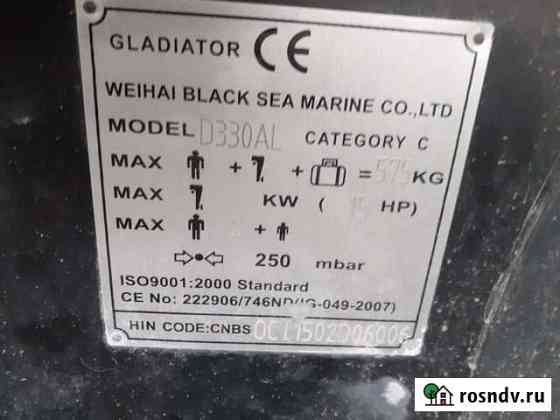 GLADIATOR CE
WEIHAI BLACK SEA MARINE CO.,LTD
MODEL D330AL CATEGORY C
MAX + + = 575 KG
MAX KW ( 15 HP)
MAX +
250 mbar
ISO9001:2000 Standard
CE No: 222906/746ND(IG-049-2007)
HIN CODE:CNBS
rosndv.ru